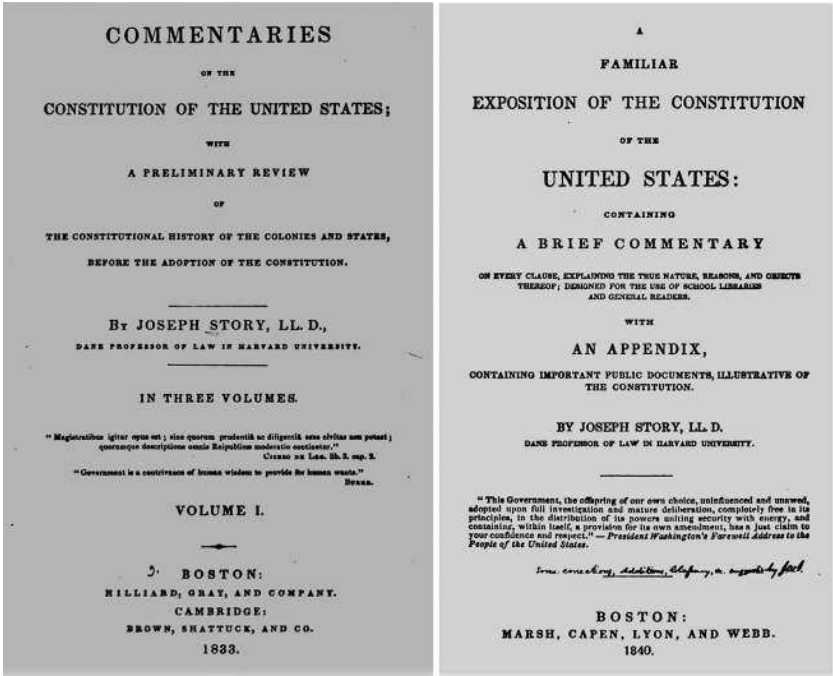 COMMENTARIES
ON THE
CONSTITUTION OF THE UNITED STATES;
WITH
A PRELIMINARY REVIEW
OF
THE CONSTITUTIONAL HISTORY OF THE COLONIES AND STATES,
BEFORE THE ADOPTION OF THE CONSTITUTION.
BY JOSEPH STORY, LL. D.,
DANE PROFESSOR OF LAW IN HARVARD UNIVERSITY.
IN THREE VOLUMES.
"Magistratibus igitur opus est; sine quorum prudentiâ ac diligentiâ esse civitas non potest;
quorumque descriptione omnis Reipublicæ moderatio continetur."
CICERO DE LEG. lib. 3. cap. 2.
"Government is a contrivance of human wisdom to provide for human wants."
BURKE.
VOLUME I.
BOSTON:
HILLIARD, GRAY, AND COMPANY.
CAMBRIDGE:
BROWN, SHATTUCK, AND CO.
1833.
A
FAMILIAR
EXPOSITION OF THE CONSTITUTION
OF THE
UNITED STATES:
CONTAINING
A BRIEF COMMENTARY
ON EVERY CLAUSE, EXPLAINING THE TRUE NATURE, REASONS, AND OBJECTS
THEREOF; DESIGNED FOR THE USE OF SCHOOL LIBRARIES
AND GENERAL READERS.
WITH
AN APPENDIX,
CONTAINING IMPORTANT PUBLIC DOCUMENTS, ILLUSTRATIVE OF
THE CONSTITUTION.
BY JOSEPH STORY, LL. D.
DANE PROFESSOR OF LAW IN HARVARD UNIVERSITY.
"This Government, the offspring of our own choice, uninfluenced and unawed,
adopted upon full investigation and mature deliberation, completely free in its
principles, in the distribution of its powers uniting security with energy, and
containing, within itself, a provision for its own amendment, has a just claim to
your confidence and respect." — President Washington's Farewell Address to the
People of the United States.
Some corrections, additions,
BOSTON:
MARSH, CAPEN, LYON, AND WEBB.
1840.